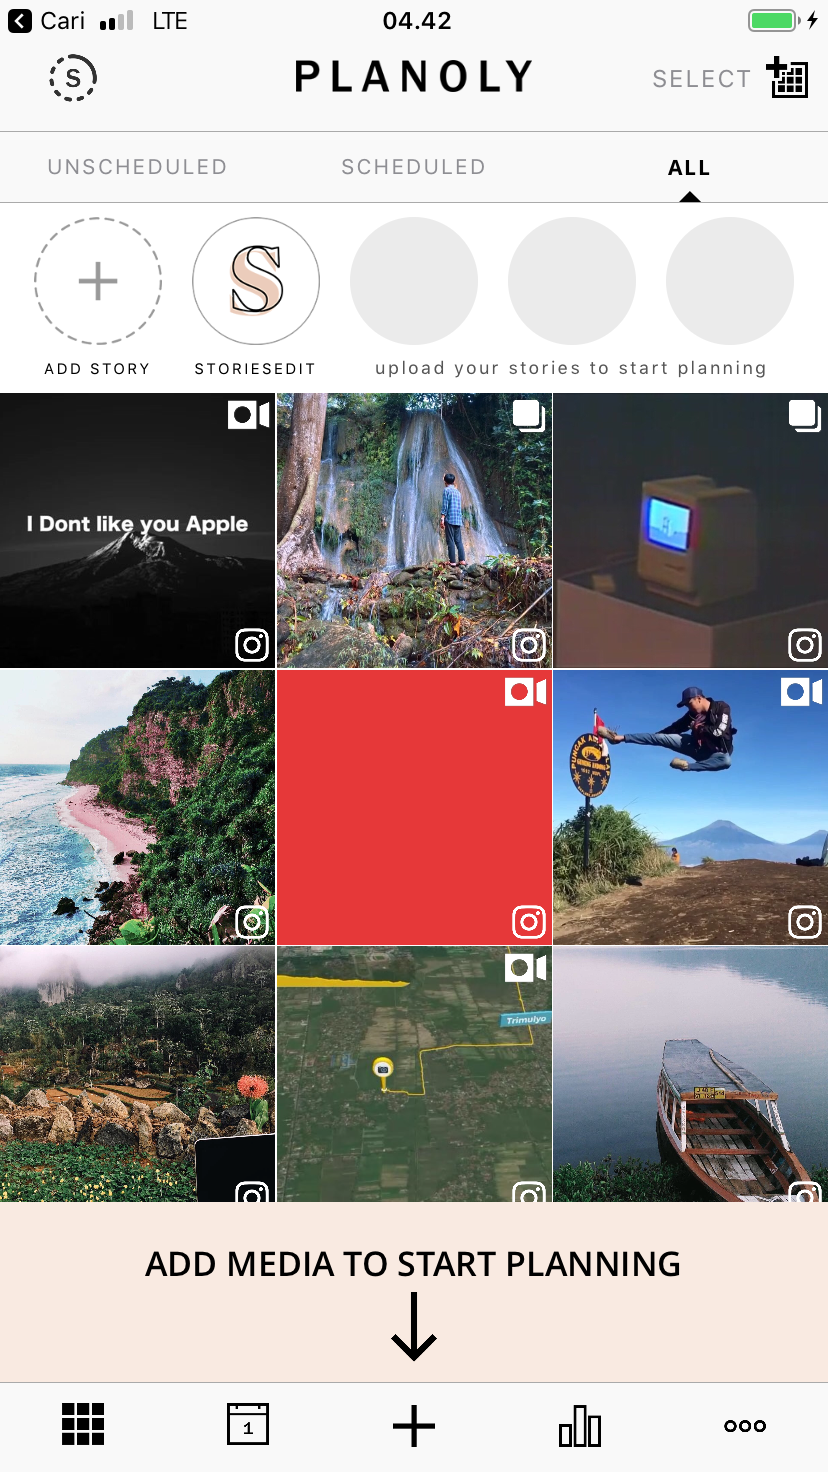 Cari LTE 04.42
S PLANOLY SELECT
UNSCHEDULED SCHEDULED ALL
S
ADD STORY STORIESEDIT upload your stories to start planning
I Dont like you Apple
Trimulyo
ADD MEDIA TO START PLANNING
1